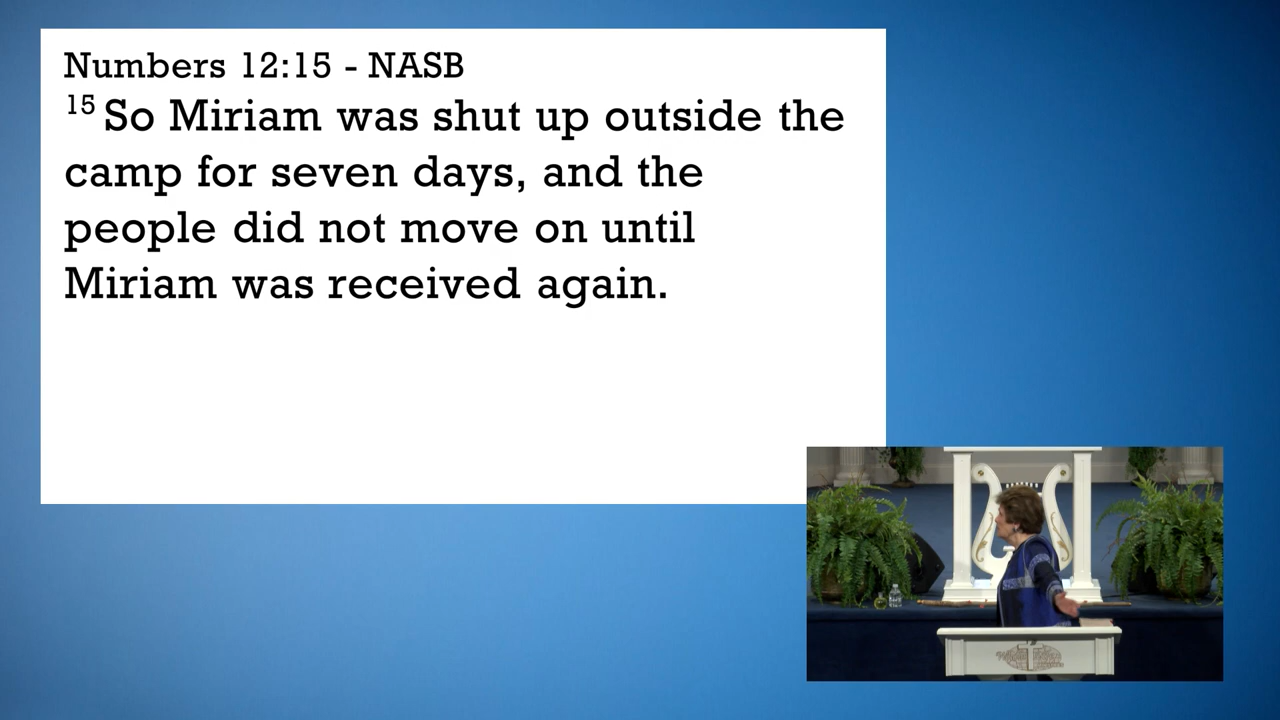 Numbers 12:15 - NASB
15 So Miriam was shut up outside the
camp for seven days, and the
people did not move on until
Miriam was received again.